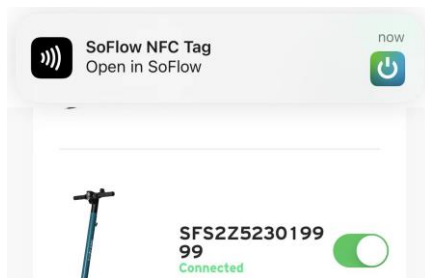 now
SoFlow NFC Tag
Open in SoFlow
SFS2Z5230199
99
Connected